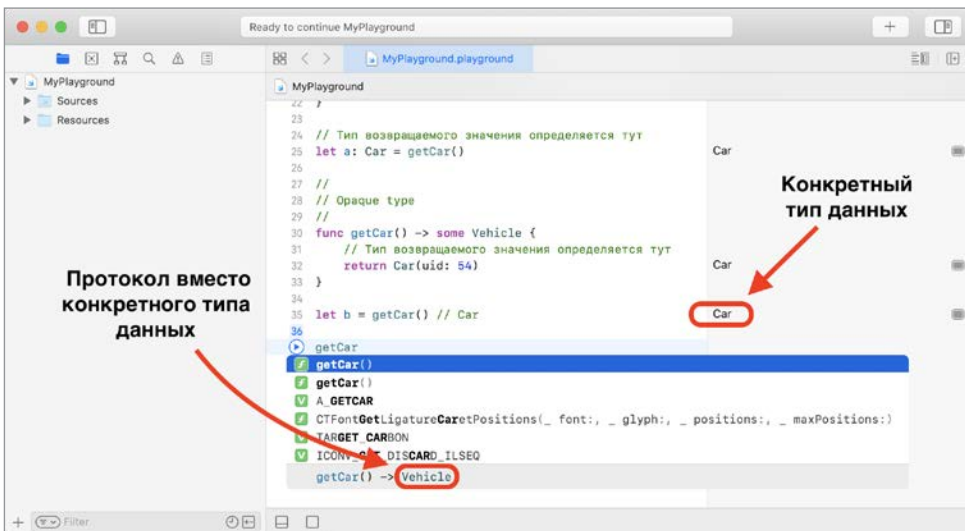 Ready to continue MyPlayground
MyPlayground.playground
MyPlayground
Sources
Resources
MyPlayground
22 }
23
24 // Тип возвращаемого значения определяется тут
25 let a: Car = getCar()
Car
26
27 //
28 // Opaque type
29 //
30 func getCar() -> some Vehicle {
31 // Тип возвращаемого значения определяется тут
32 return Car(uid: 54)
Car
33 }
34
35 let b = getCar() // Car
Car
36
getCar
getCar()
getCar()
A_GETCAR
CTFontGetLigatureCaretPositions(_ font:, _ glyph:, _ positions:, _ maxPositions:)
TARGET_CARBON
ICONV_GET_DISCARD_ILSEQ
getCar() -> Vehicle
Конкретный
тип данных
Протокол вместо
конкретного типа
данных
Filter